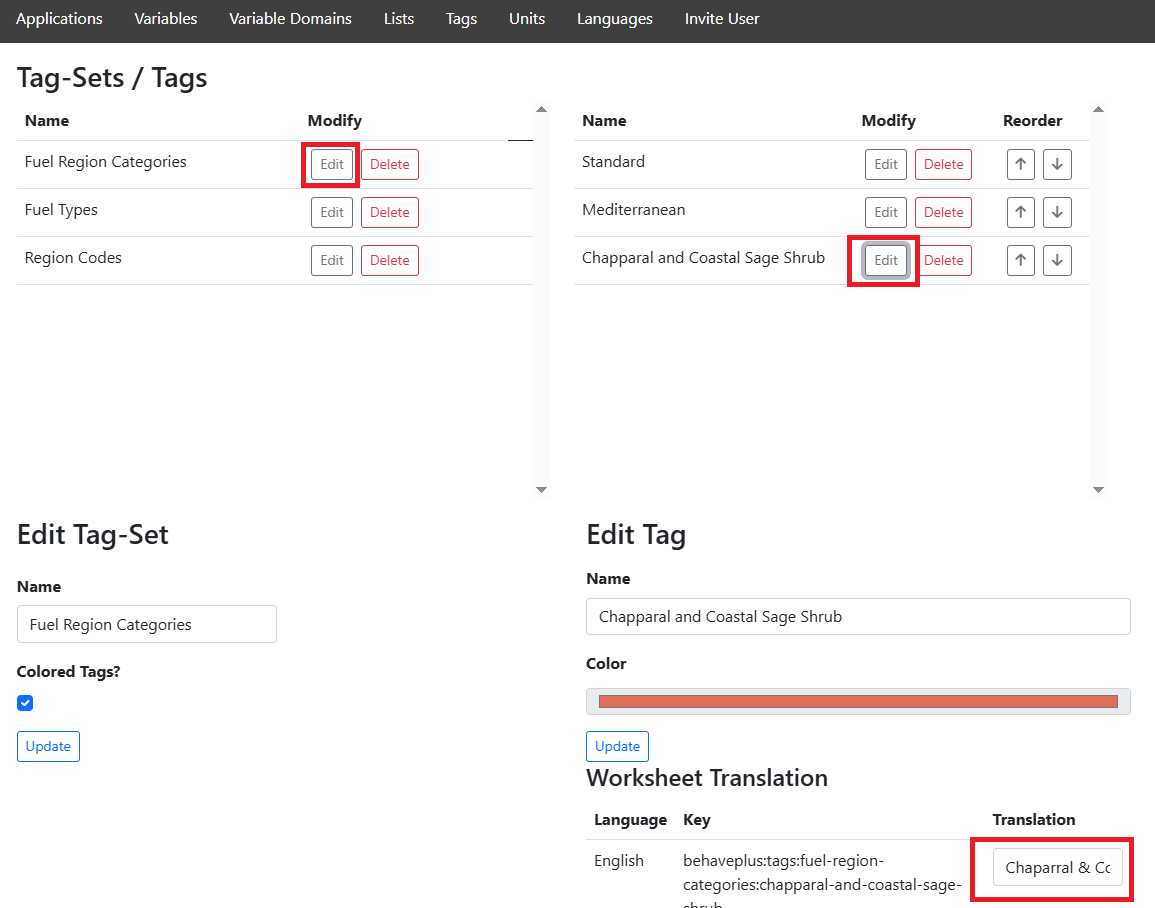 Applications Variables Variable Domains Lists Tags Units Languages Invite User
Tag-Sets / Tags
Name Modify
Fuel Region Categories Edit Delete
Fuel Types Edit Delete
Region Codes Edit Delete
Name Modify Reorder
Standard Edit Delete
Mediterranean Edit Delete
Chapparal and Coastal Sage Shrub Edit Delete
Edit Tag-Set
Name
Fuel Region Categories
Colored Tags?
Update
Edit Tag
Name
Chapparal and Coastal Sage Shrub
Color
Update
Worksheet Translation
Language Key Translation
English behaveplus:tags:fuel-region- Chaparral & Co
categories:chapparal-and-coastal-sage-
shrub